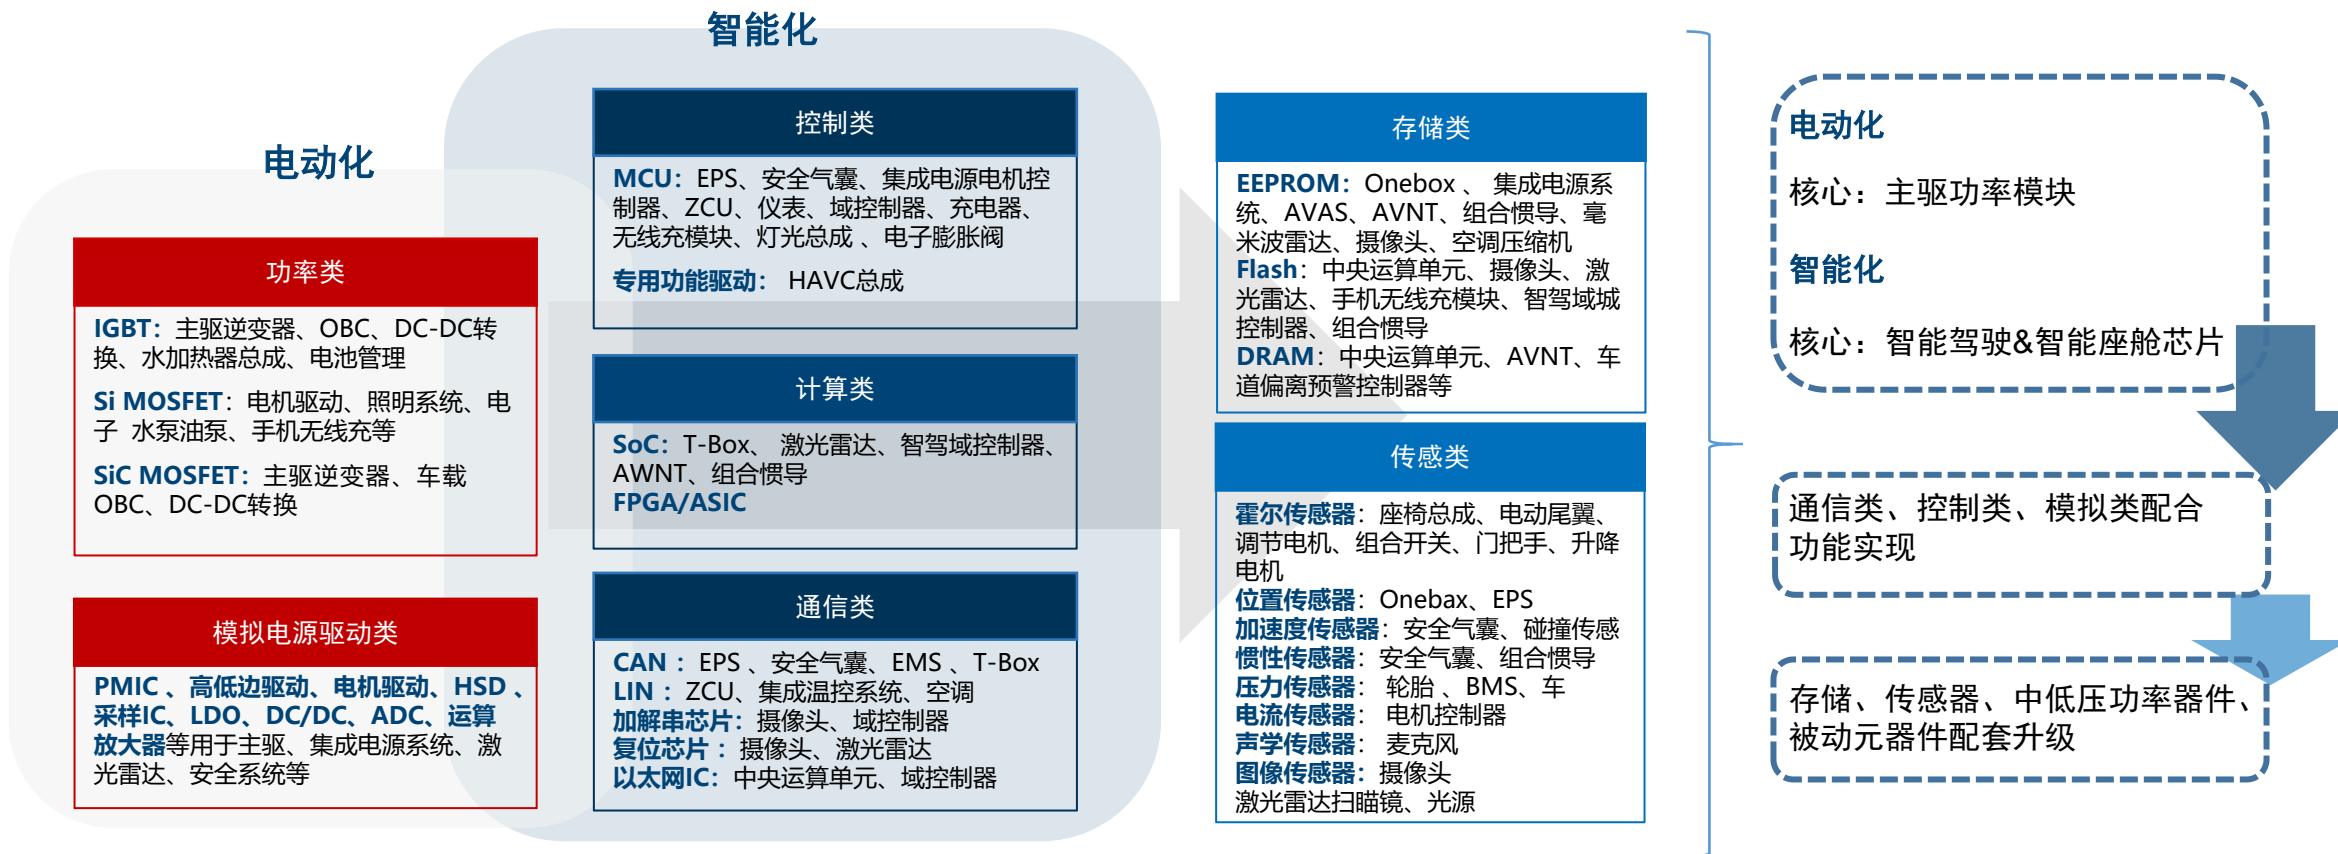 智能化
电动化
功率类
IGBT：主驱逆变器、OBC、DC-DC转
换、水加热器总成、电池管理
Si MOSFET：电机驱动、照明系统、电
子 水泵油泵、手机无线充等
SiC MOSFET：主驱逆变器、车载
OBC、DC-DC转换
模拟电源驱动类
PMIC 、高低边驱动、电机驱动、HSD 、
采样IC、LDO、DC/DC、ADC、运算
放大器等用于主驱、集成电源系统、激
光雷达、安全系统等
控制类
MCU：EPS、安全气囊、集成电源电机控
制器、ZCU、仪表、域控制器、充电器、
无线充模块、灯光总成 、电子膨胀阀
专用功能驱动： HAVC总成
计算类
SoC：T-Box、 激光雷达、智驾域控制器、
AWNT、组合惯导
FPGA/ASIC
通信类
CAN ：EPS 、安全气囊、EMS 、T-Box
LIN ：ZCU、集成温控系统、空调
加解串芯片：摄像头、域控制器
复位芯片 ：摄像头、激光雷达
以太网IC：中央运算单元、域控制器
存储类
EEPROM：Onebox 、 集成电源系
统、AVAS、AVNT、组合惯导、毫
米波雷达、摄像头、空调压缩机
Flash：中央运算单元、摄像头、激
光雷达、手机无线充模块、智驾域城
控制器、组合惯导
DRAM：中央运算单元、AVNT、车
道偏离预警控制器等
传感类
霍尔传感器：座椅总成、电动尾翼、
调节电机、组合开关、门把手、升降
电机
位置传感器：Onebax、EPS
加速度传感器：安全气囊、碰撞传感
惯性传感器：安全气囊、组合惯导
压力传感器： 轮胎 、BMS、车
电流传感器： 电机控制器
声学传感器： 麦克风
图像传感器：摄像头
激光雷达扫瞄镜、光源
电动化
核心：主驱功率模块
智能化
核心：智能驾驶&智能座舱芯片
通信类、控制类、模拟类配合
功能实现
存储、传感器、中低压功率器件、
被动元器件配套升级